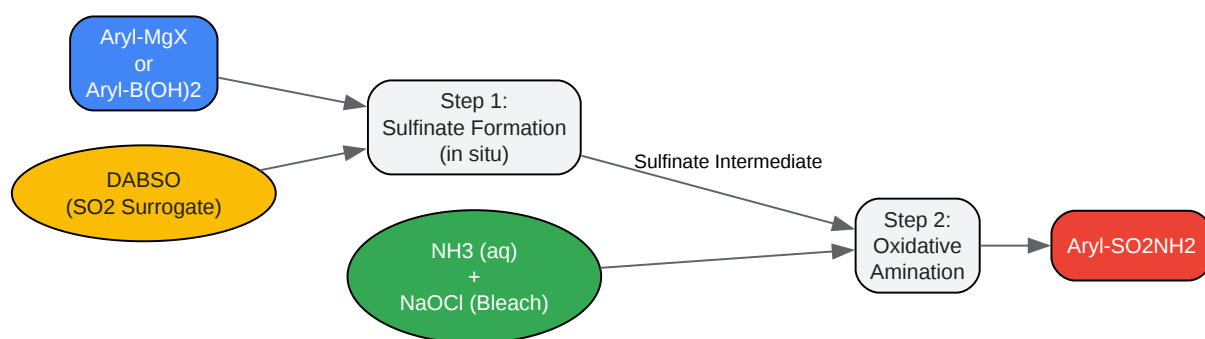 Aryl-MgX
or
Aryl-B(OH)2
DABSO
(SO2 Surrogate)
Step 1:
Sulfinate Formation
(in situ)
Sulfinate Intermediate
NH3 (aq)
+
NaOCl (Bleach)
Step 2:
Oxidative
Amination
Aryl-SO2NH2